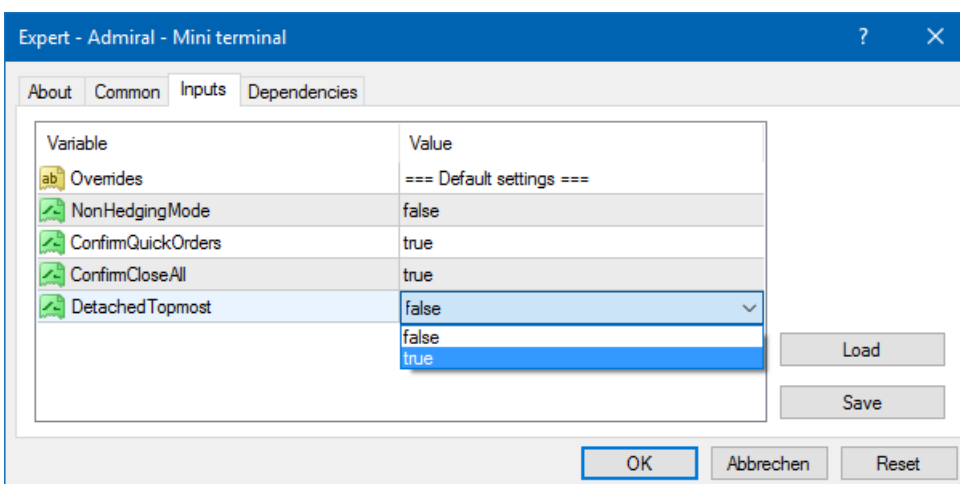 Expert - Admiral - Mini terminal ?
About Common Inputs Dependencies
Variable Value
ab Overrides === Default settings ===
NonHedgingMode false
ConfirmQuickOrders true
ConfirmCloseAll true
DetachedTopmost false
false
true
Load
Save
OK Abbrechen Reset